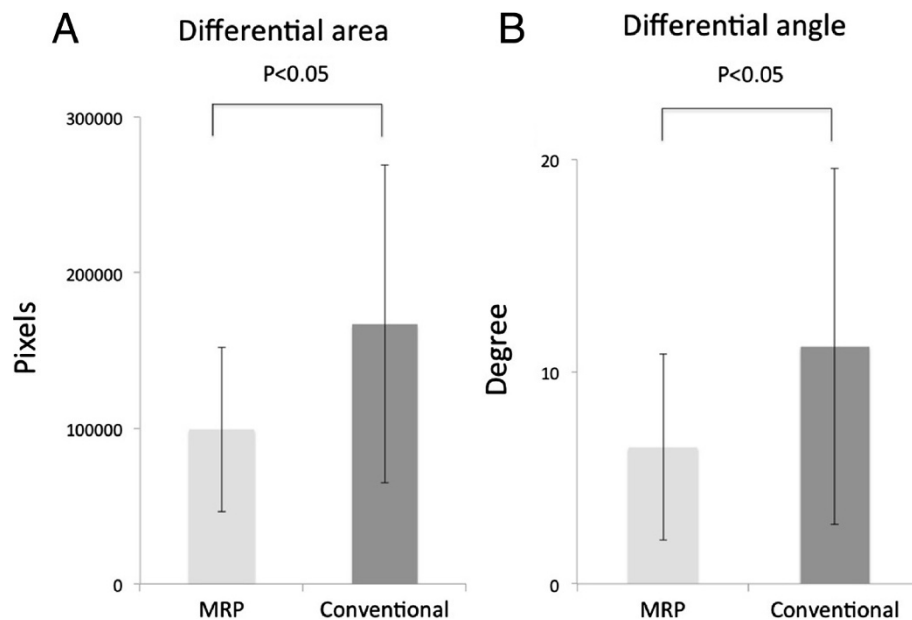 A
Differential area
P<0.05
300000
200000
100000
0
Pixels
MRP
Conventional
B
Differential angle
P<0.05
20
10
0
Degree
MRP
Conventional